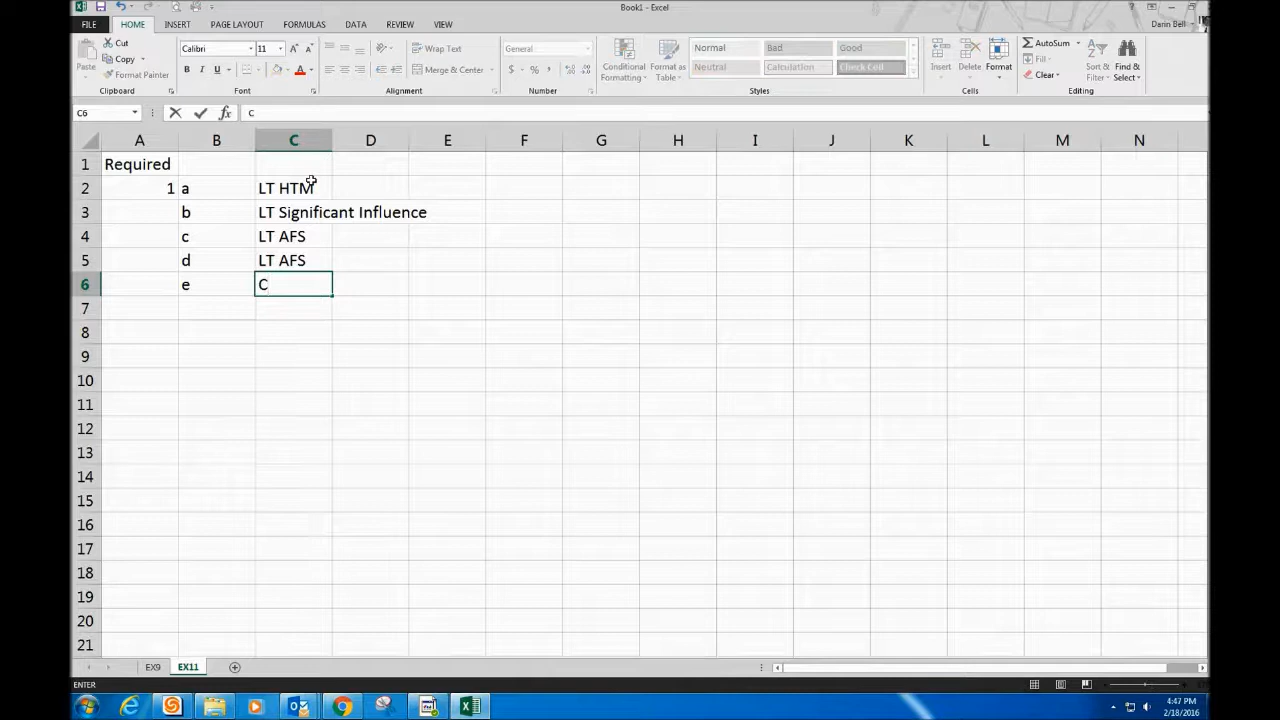 Book1 - Excel
FILE HOME INSERT PAGE LAYOUT FORMULAS DATA REVIEW VIEW Darin Bell
Cut Calibri 11 Wrap Text General Normal Bad Good AutoSum
Paste Copy Conditional Format as Insert Delete Format Fill Sort & Find &
Format Painter B I U A Merge & Center $ % , Formatting Table Neutral Calculation Check Cell Clear Filter Select
Clipboard Font Alignment Number Styles Cells Editing
C6 fx C
A B C D E F G H I J K L M N
1 Required
2 1 a LT HTM
3 b LT Significant Influence
4 c LT AFS
5 d LT AFS
6 e C
7
8
9
10
11
12
13
14
15
16
17
18
19
20
21
EX9 EX11
ENTER
4:47 PM
2/18/2016